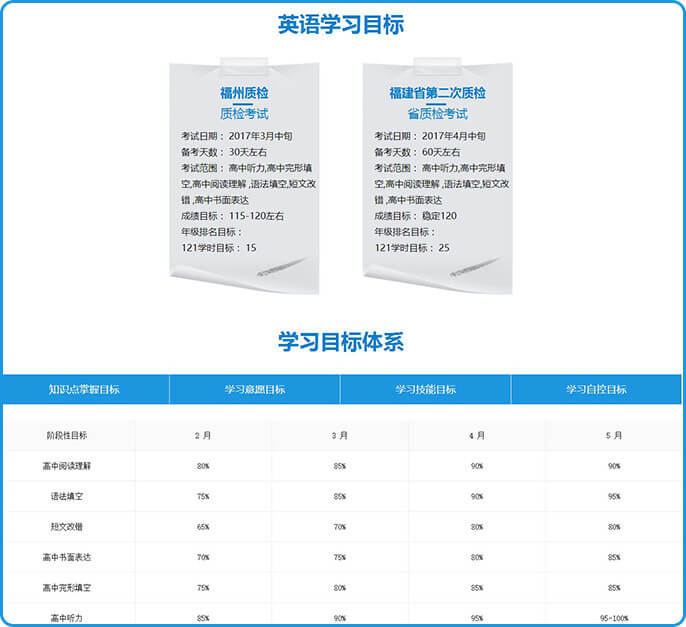 英语学习目标
福州质检
质检考试
考试日期： 2017年3月中旬
备考天数： 30天左右
考试范围： 高中听力,高中完形填
空,高中阅读理解 ,语法填空,短文改
错 ,高中书面表达
成绩目标： 115-120左右
年级排名目标：
121学时目标： 15
福建省第二次质检
省质检考试
考试日期： 2017年4月中旬
备考天数： 60天左右
考试范围： 高中听力,高中完形填
空,高中阅读理解 ,语法填空,短文改
错 ,高中书面表达
成绩目标： 稳定120
年级排名目标：
121学时目标： 25
学习目标体系
知识点掌握目标 学习意愿目标 学习技能目标 学习自控目标
阶段性目标 2 月 3 月 4 月 5 月
高中阅读理解 80% 85% 90% 90%
语法填空 75% 85% 90% 95%
短文改错 65% 70% 80% 80%
高中书面表达 70% 75% 80% 85%
高中完形填空 75% 80% 85% 85%
高中听力 85% 90% 95% 95-100%